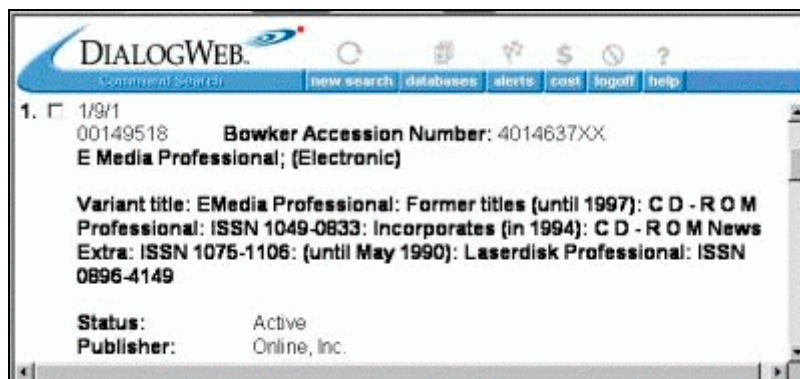 DIALOGWEB.
Command Search
new search databases alerts cost logoff help
1. 1/9/1
00149518 Bowker Accession Number: 4014637XX
E Media Professional; (Electronic)
Variant title: EMedia Professional: Former titles (until 1997): C D - R O M
Professional: ISSN 1049-0833: Incorporates (in 1994): C D - R O M News
Extra: ISSN 1075-1106: (until May 1990): Laserdisk Professional: ISSN
0896-4149
Status: Active
Publisher: Online, Inc.